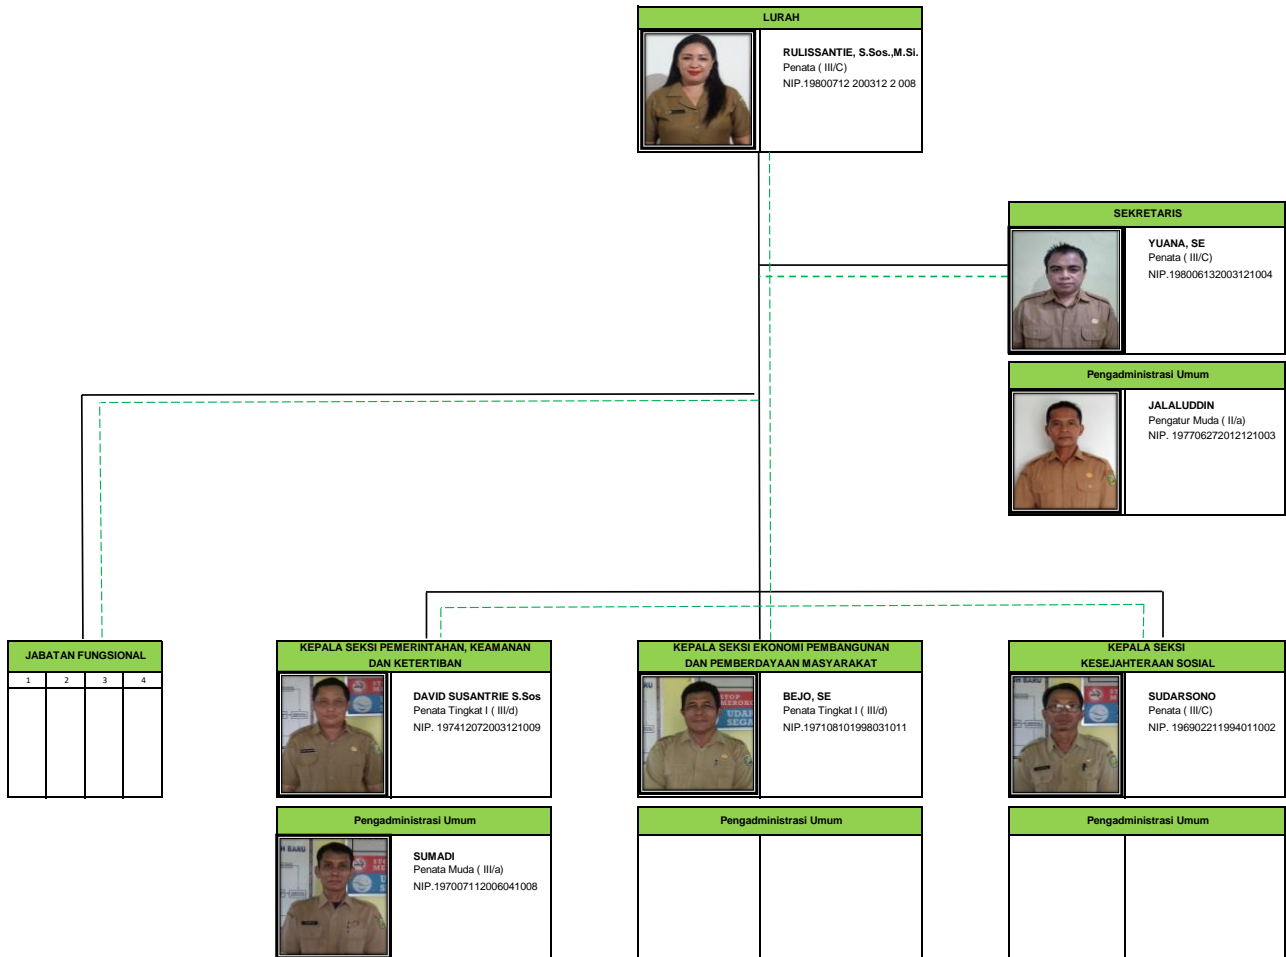 LURAH
RULISSANTIE, S.Sos.,M.Si.
Penata ( III/C)
NIP.19800712 200312 2 008
SEKRETARIS
YUANA, SE
Penata ( III/C)
NIP.198006132003121004
Pengadministrasi Umum
JALALUDDIN
Pengatur Muda ( II/a)
NIP. 197706272012121003
JABATAN FUNGSIONAL
1 2 3 4
KEPALA SEKSI PEMERINTAHAN, KEAMANAN
DAN KETERTIBAN
DAVID SUSANTRIE S.Sos
Penata Tingkat I ( III/d)
NIP. 197412072003121009
KEPALA SEKSI EKONOMI PEMBANGUNAN
DAN PEMBERDAYAAN MASYARAKAT
STOP
UDAR
SEGA
BEJO, SE
Penata Tingkat I ( III/d)
NIP.197108101998031011
KEPALA SEKSI
KESEJAHTERAAN SOSIAL
SUDARSONO
Penata ( III/C)
NIP. 196902211994011002
Pengadministrasi Umum
BARU
SUMADI
Penata Muda ( III/a)
NIP.197007112006041008
Pengadministrasi Umum
Pengadministrasi Umum